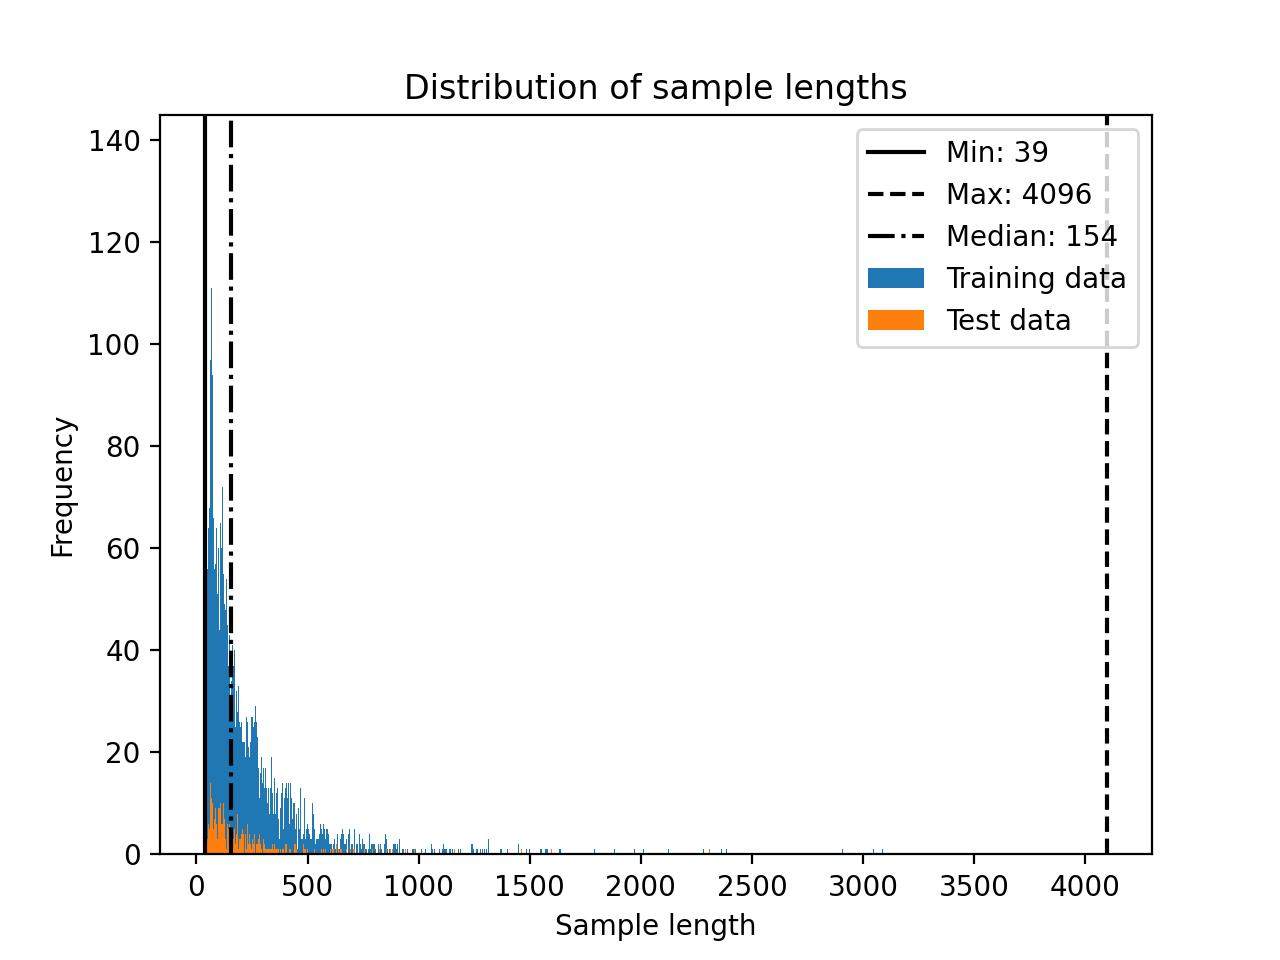 Distribution of sample lengths
140
120
100
80
60
40
20
0
Frequency
Min: 39
Max: 4096
Median: 154
Training data
Test data
0 500 1000 1500 2000 2500 3000 3500 4000
Sample length